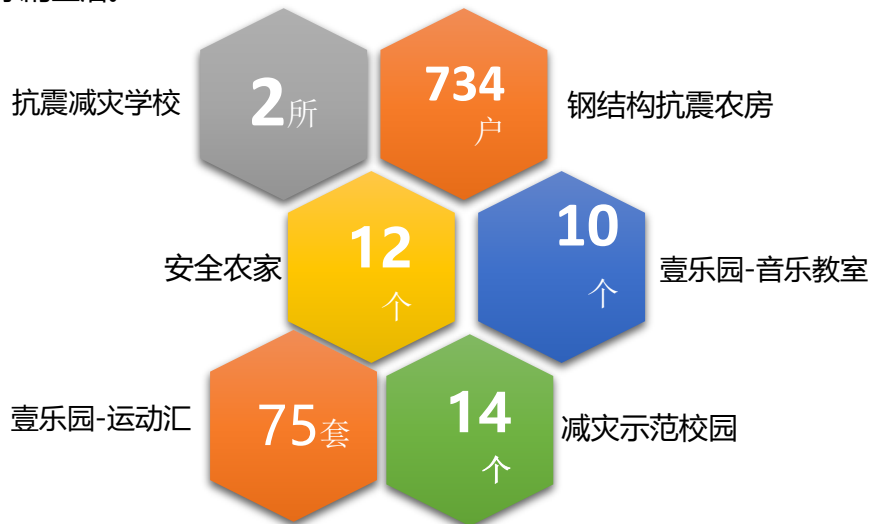 抗震减灾学校
2所
734
户
钢结构抗震农房
安全农家
12
个
10
个
壹乐园-音乐教室
壹乐园-运动汇
75套
14
个
减灾示范校园